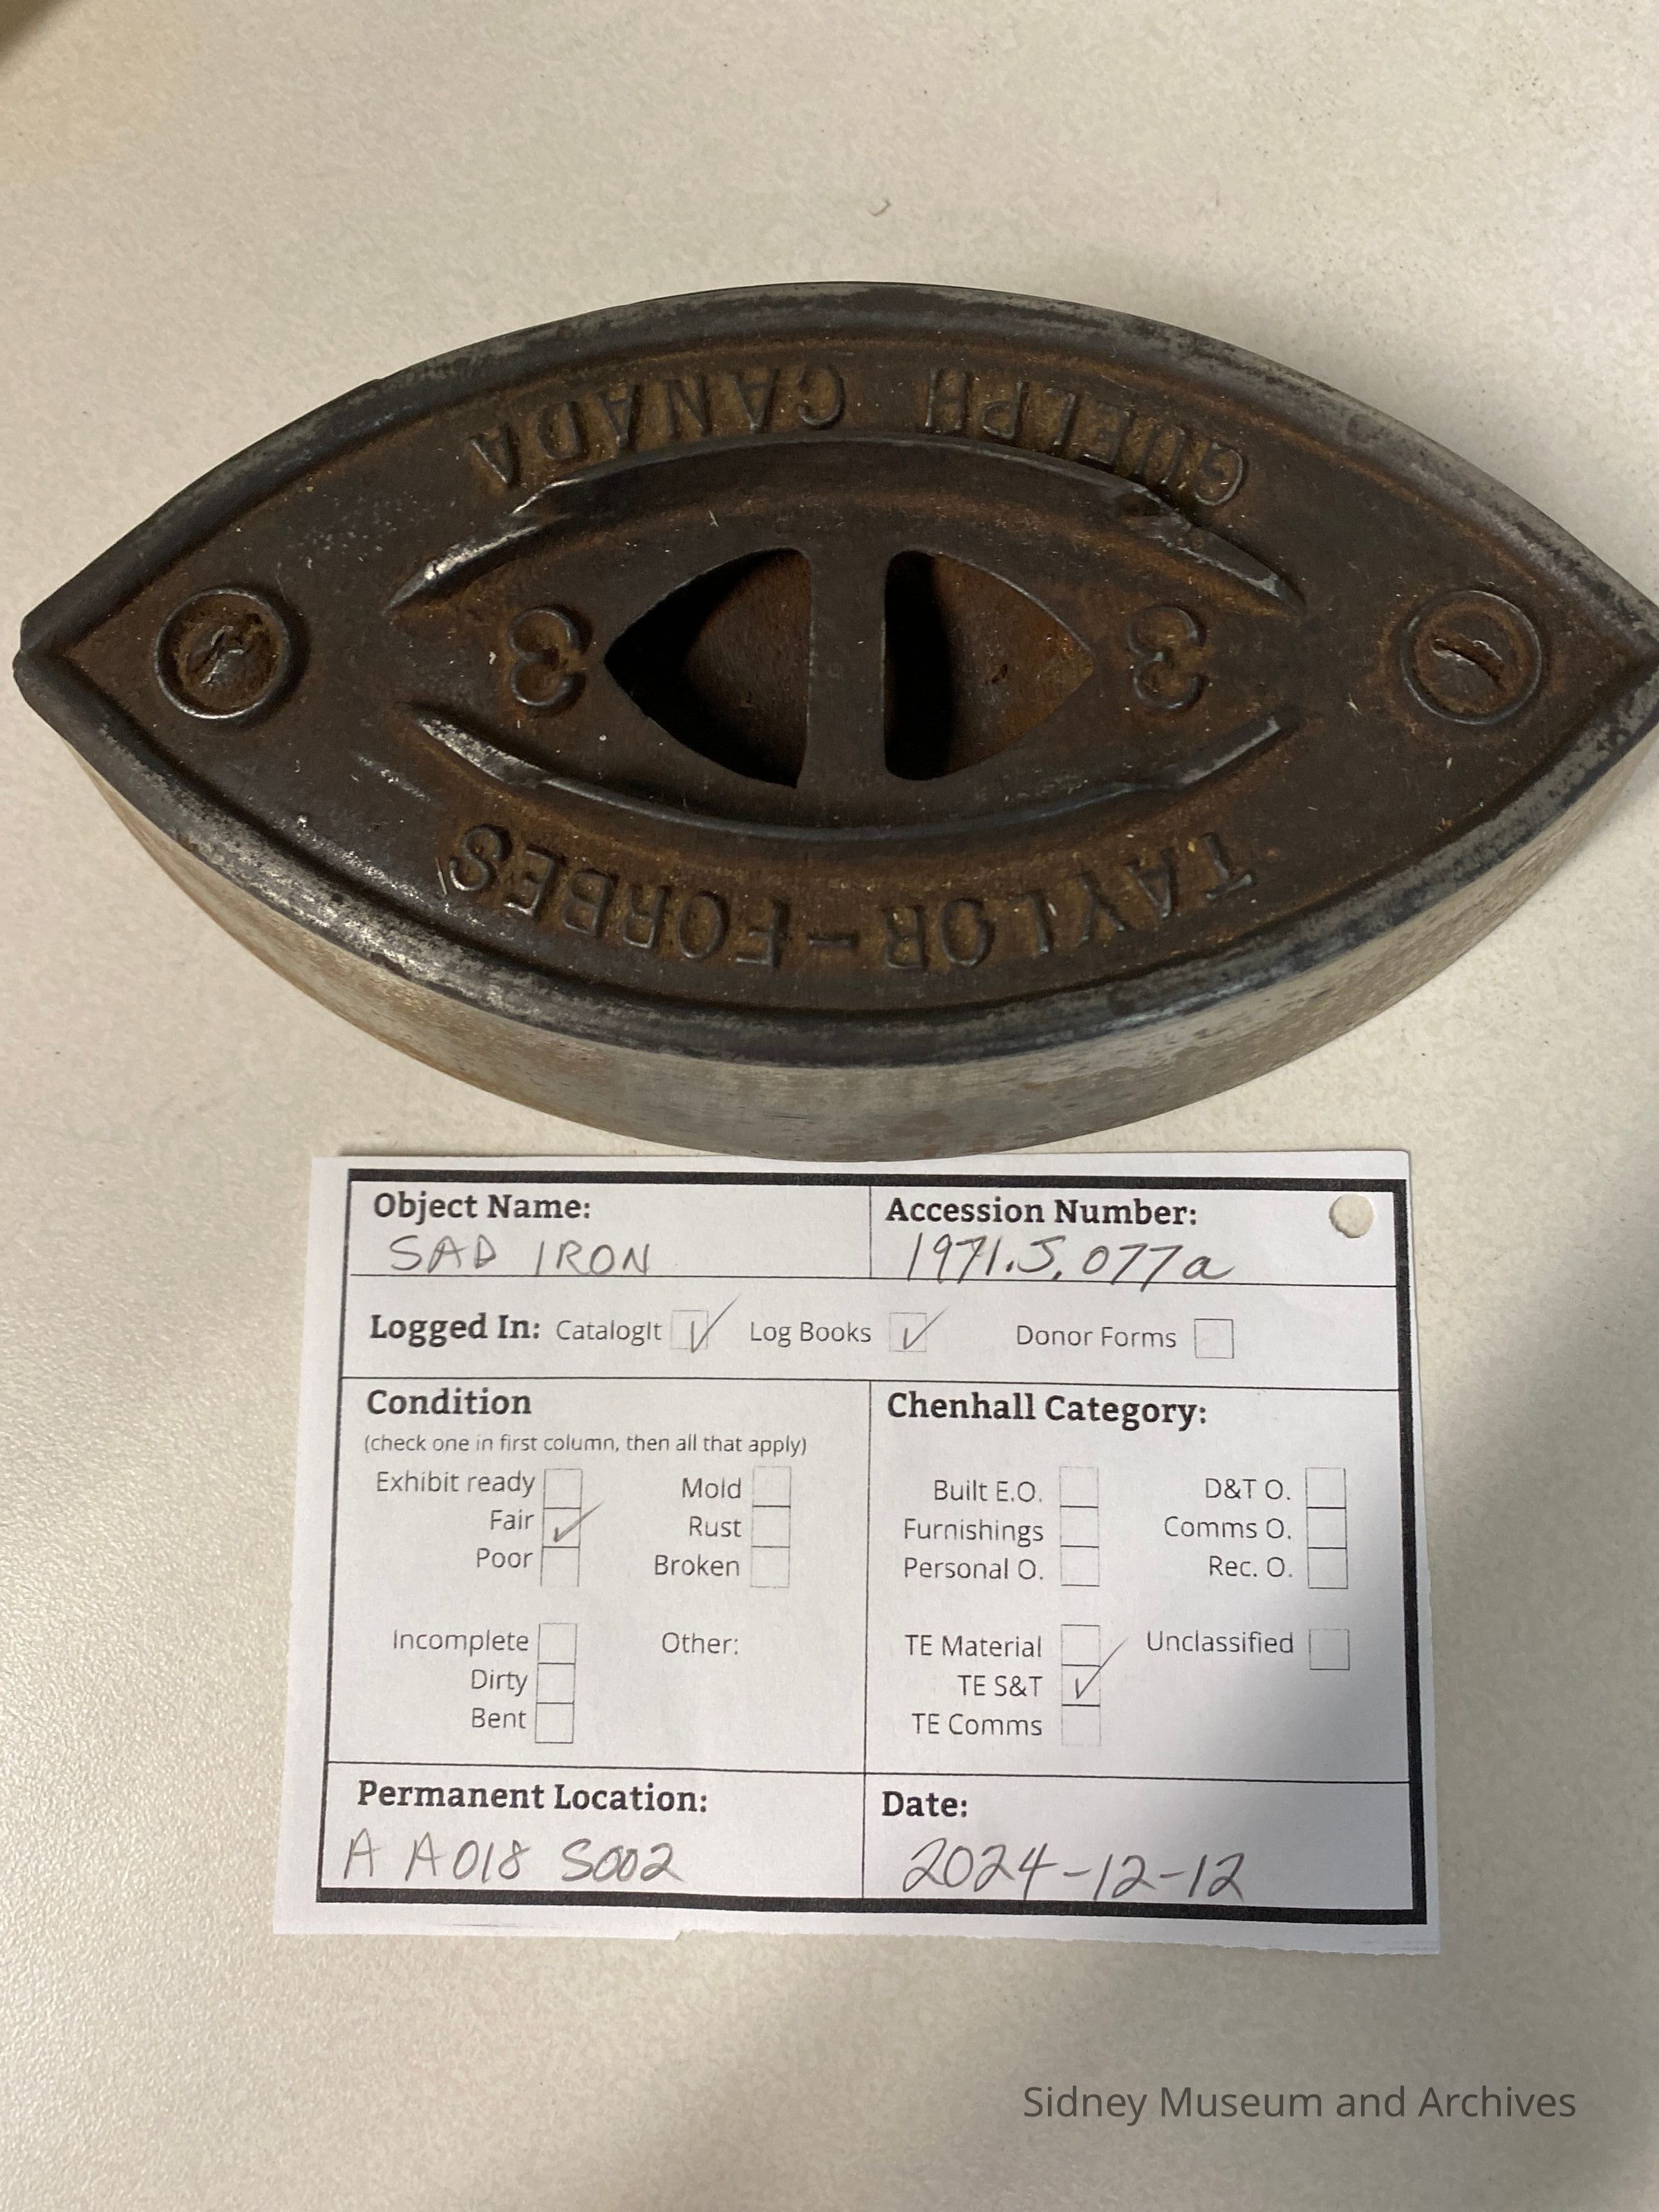 GUELPH CANADA
3 3
TAYLOR-FORBES
Object Name:
SAD IRON
Accession Number:
1971.J.077a
Logged In: CatalogIt Log Books Donor Forms
Condition
(check one in first column, then all that apply)
Exhibit ready Mold
Fair Rust
Poor Broken
Incomplete Other:
Dirty
Bent
Chenhall Category:
Built E.O. D&T O.
Furnishings Comms O.
Personal O. Rec. O.
TE Material Unclassified
TE S&T
TE Comms
Permanent Location:
A A018 S002
Date:
2024-12-12
Sidney Museum and Archives